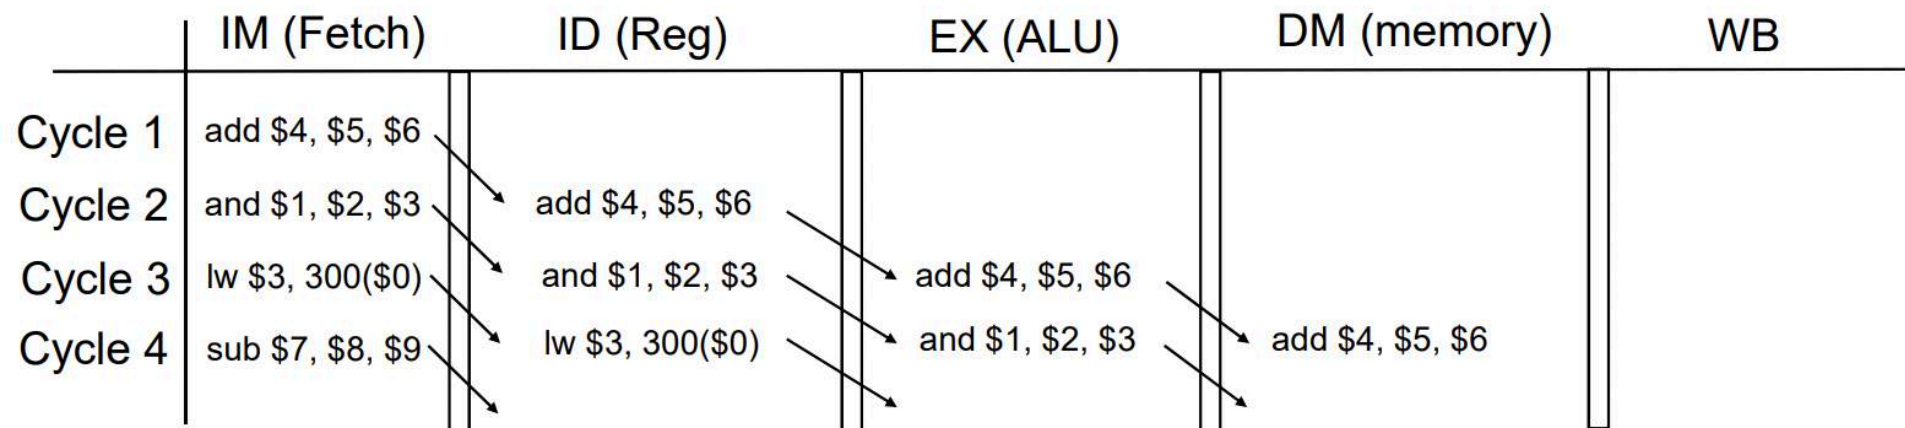 IM (Fetch) ID (Reg) EX (ALU) DM (memory) WB
Cycle 1 add $4, $5, $6
Cycle 2 and $1, $2, $3 add $4, $5, $6
Cycle 3 lw $3, 300($0) and $1, $2, $3 add $4, $5, $6
Cycle 4 sub $7, $8, $9 lw $3, 300($0) and $1, $2, $3 add $4, $5, $6